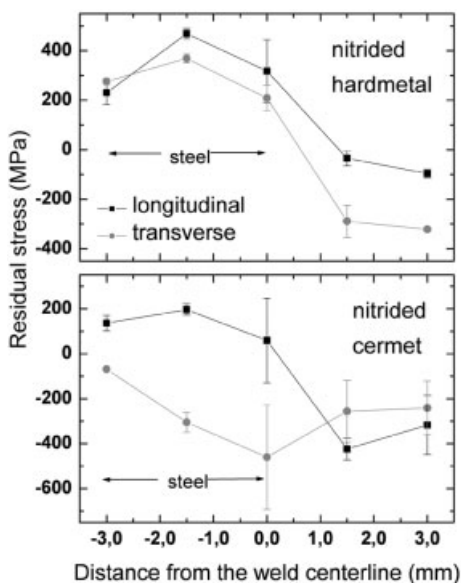 400
200
0
-200
-400
nitrided
hardmetal
steel
longitudinal
transverse
Residual stress (MPa)
200
0
-200
-400
-600
nitrided
cermet
steel
-3,0 -2,0 -1,0 0,0 1,0 2,0 3,0
Distance from the weld centerline (mm)